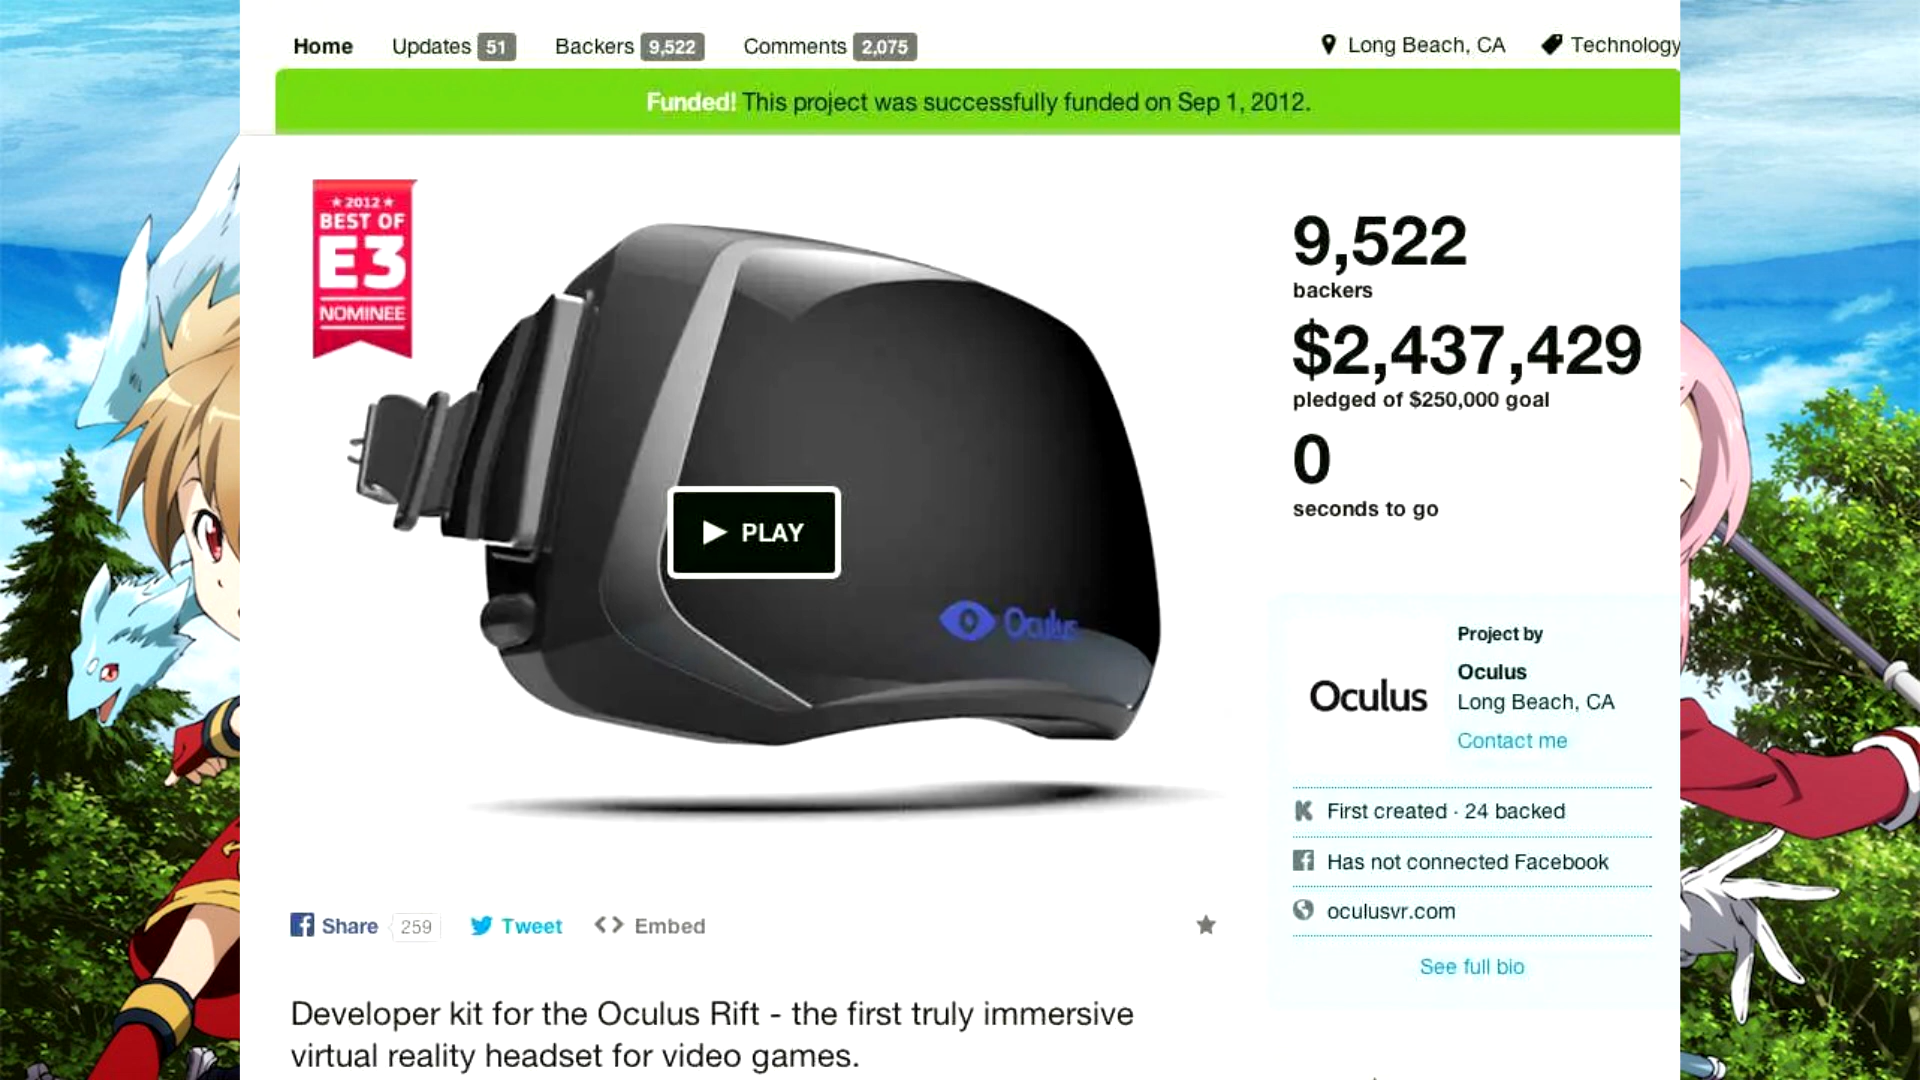 Home Updates 51 Backers 9,522 Comments 2,075 Long Beach, CA Technology
Funded! This project was successfully funded on Sep 1, 2012.
2012
BEST OF
E3
NOMINEE
PLAY
Oculus
9,522
backers
$2,437,429
pledged of $250,000 goal
0
seconds to go
Oculus
Project by
Oculus
Long Beach, CA
Contact me
First created · 24 backed
Has not connected Facebook
oculusvr.com
See full bio
Share 259 Tweet Embed
Developer kit for the Oculus Rift - the first truly immersive
virtual reality headset for video games.